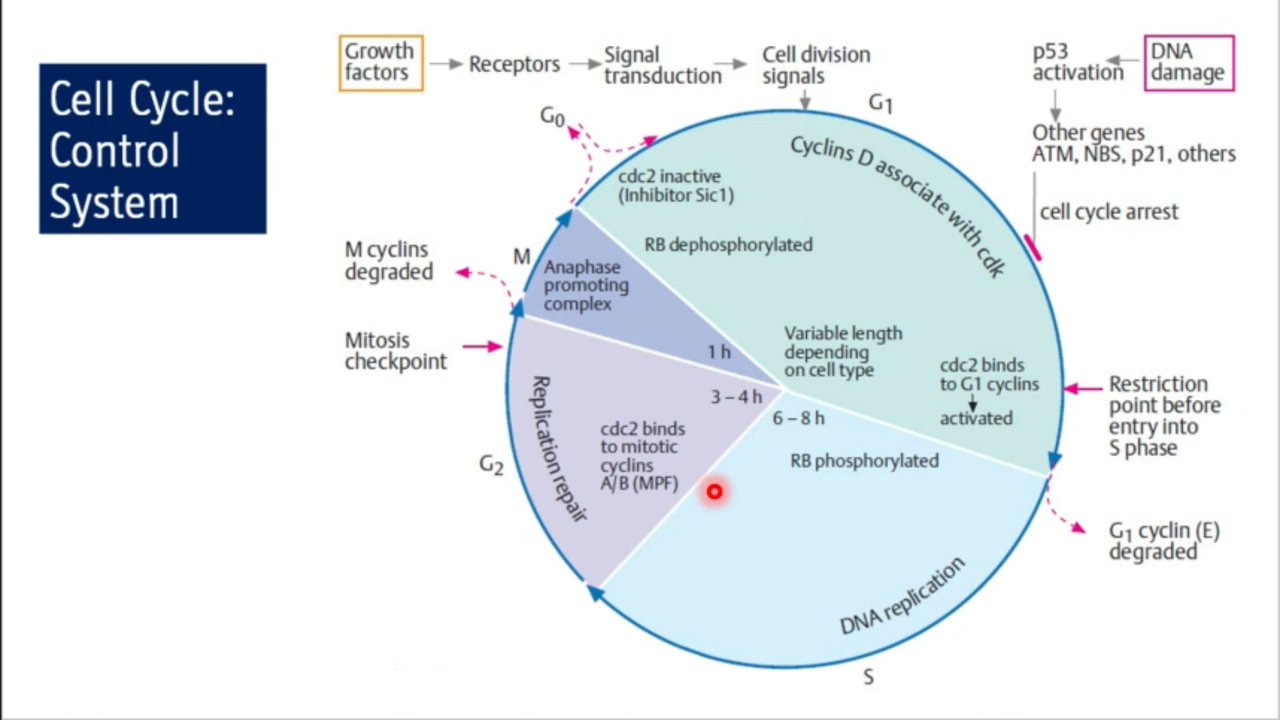 Cell Cycle:
Control
System
Growth
factors
Receptors
Signal
transduction
Cell division
signals
p53
activation
DNA
damage
Other genes
ATM, NBS, p21, others
cell cycle arrest
G0
G1
Cyclins D associate with cdk
cdc2 inactive
(Inhibitor Sic1)
RB dephosphorylated
M cyclins
degraded
M
Anaphase
promoting
complex
1 h
Variable length
depending
on cell type
cdc2 binds
to G1 cyclins
activated
Mitosis
checkpoint
Restriction
point before
entry into
S phase
3 – 4 h
6 – 8 h
Replication repair
cdc2 binds
to mitotic
cyclins
A/B (MPF)
G2
RB phosphorylated
G1 cyclin (E)
degraded
DNA replication
S